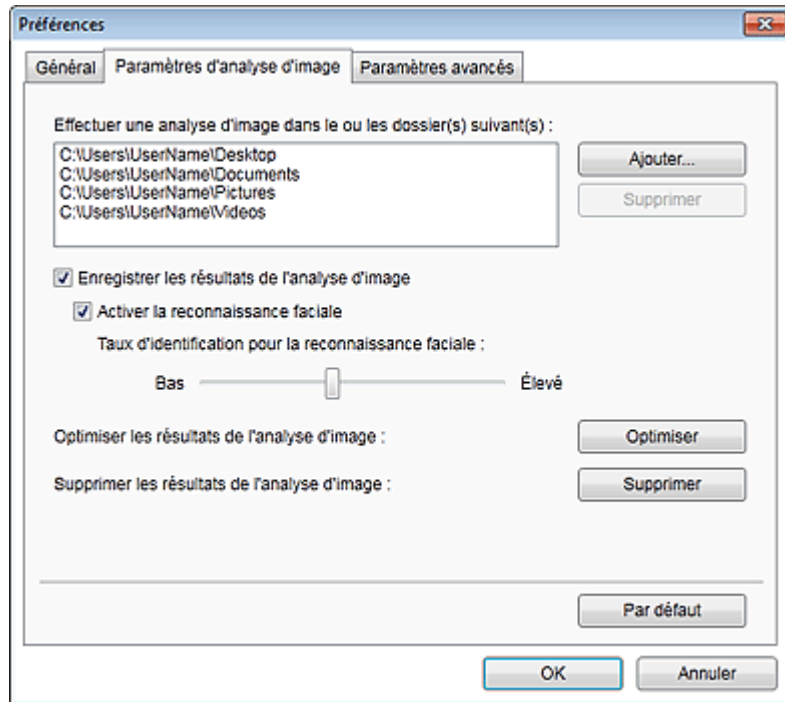 Préférences
Général Paramètres d'analyse d'image Paramètres avancés
Effectuer une analyse d'image dans le ou les dossier(s) suivant(s) :
C:\Users\UserName\Desktop
C:\Users\UserName\Documents
C:\Users\UserName\Pictures
C:\Users\UserName\Videos
Ajouter...
Supprimer
Enregistrer les résultats de l'analyse d'image
Activer la reconnaissance faciale
Taux d'identification pour la reconnaissance faciale :
Bas Élevé
Optimiser les résultats de l'analyse d'image : Optimiser
Supprimer les résultats de l'analyse d'image : Supprimer
Par défaut
OK Annuler